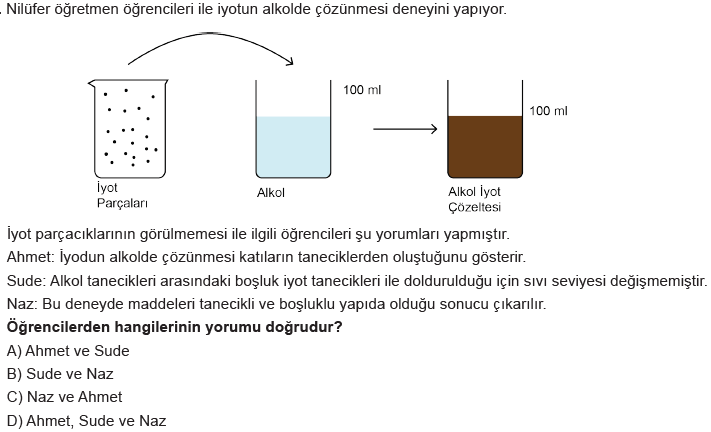 . Nilüfer öğretmen öğrencileri ile iyotun alkolde çözünmesi deneyini yapıyor.
100 ml
100 ml
İyot
Parçaları
Alkol
Alkol İyot
Çözeltesi
İyot parçacıklarının görülmemesi ile ilgili öğrencileri şu yorumları yapmıştır.
Ahmet: İyodun alkolde çözünmesi katıların taneciklerden oluştuğunu gösterir.
Sude: Alkol tanecikleri arasındaki boşluk iyot tanecikleri ile doldurulduğu için sıvı seviyesi değişmemiştir.
Naz: Bu deneyde maddeleri tanecikli ve boşluklu yapıda olduğu sonucu çıkarılır.
Öğrencilerden hangilerinin yorumu doğrudur?
A) Ahmet ve Sude
B) Sude ve Naz
C) Naz ve Ahmet
D) Ahmet, Sude ve Naz